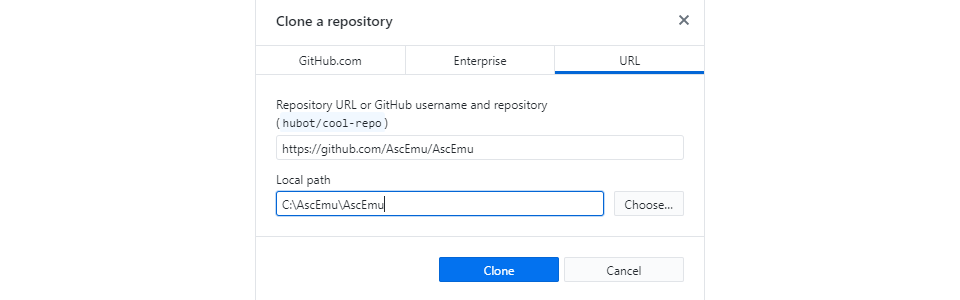 Clone a repository
GitHub.com
Enterprise
URL
Repository URL or GitHub username and repository
(hubot/cool-repo)
https://github.com/AscEmu/AscEmu
Local path
C:\AscEmu\AscEmu
Choose...
Clone
Cancel